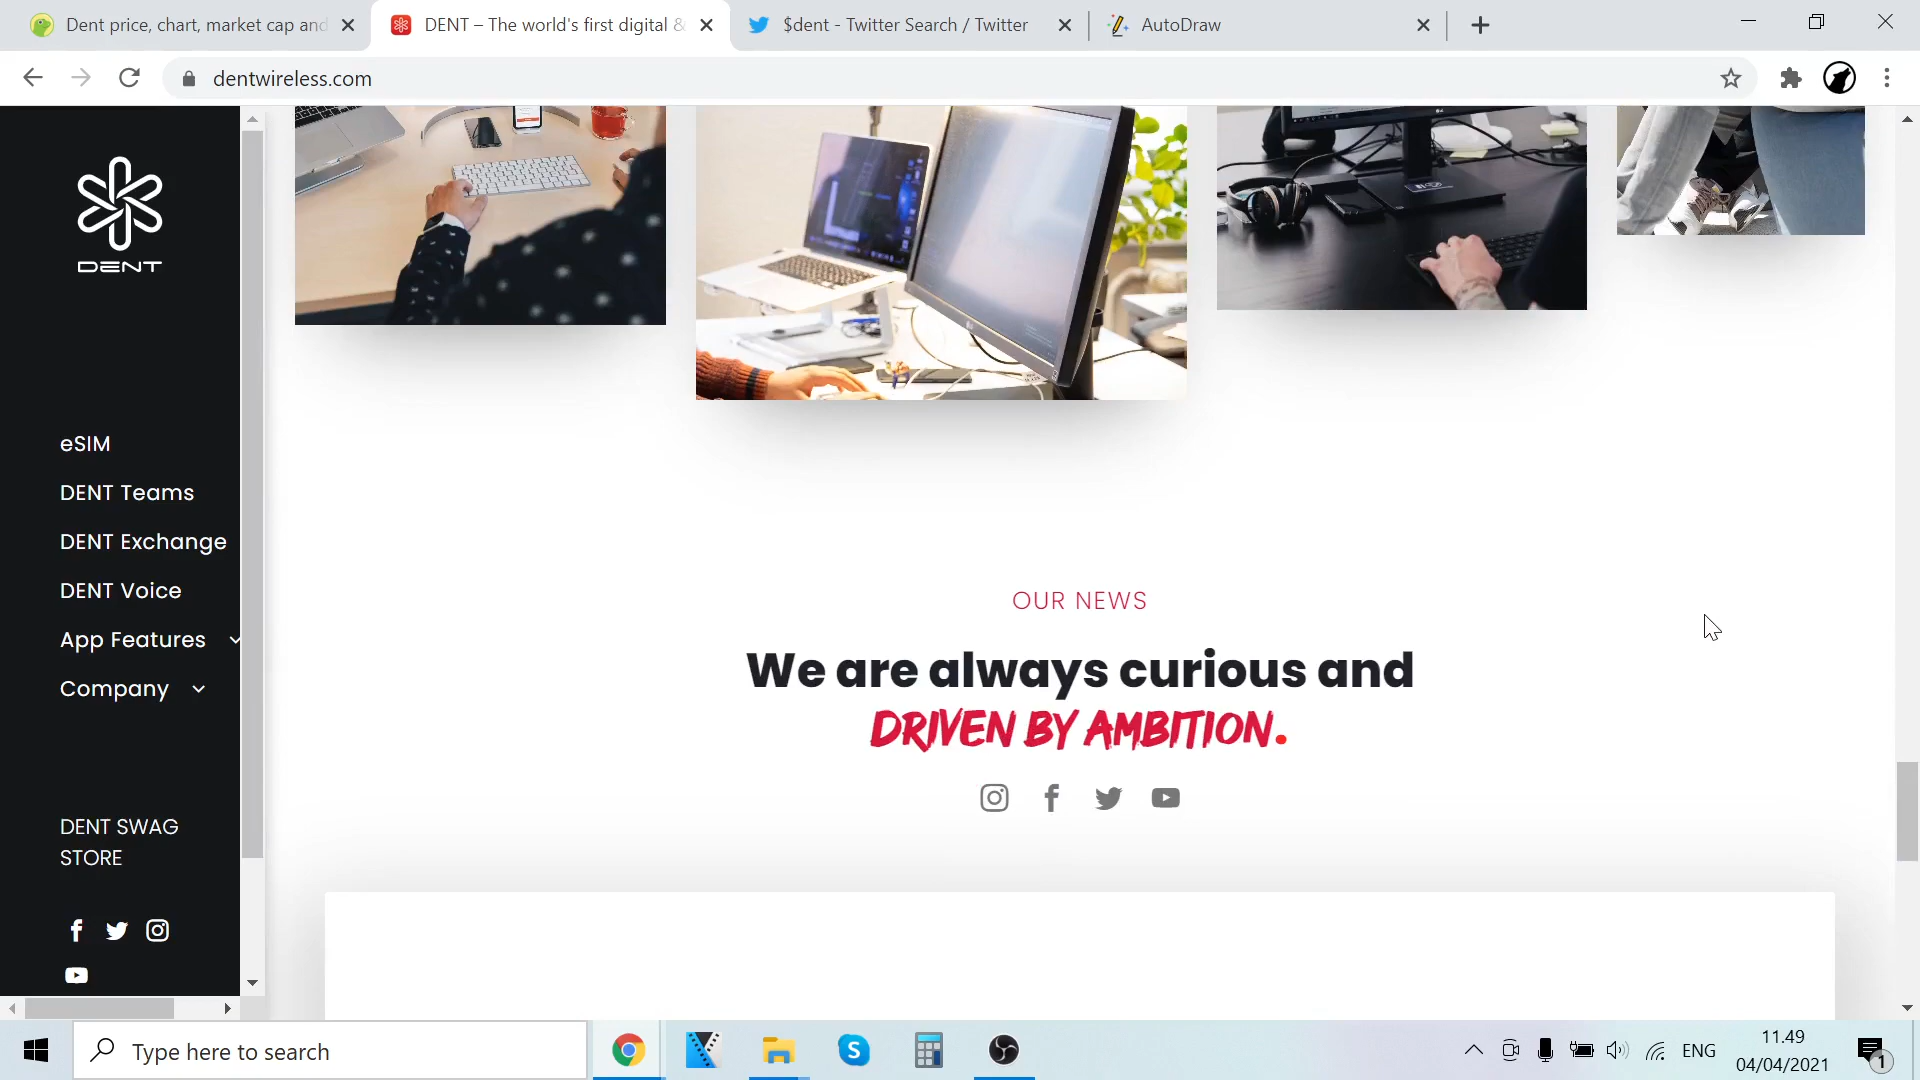 Dent price, chart, market cap and
DENT – The world's first digital &
$dent - Twitter Search / Twitter
AutoDraw
dentwireless.com
DENT
eSIM
DENT Teams
DENT Exchange
DENT Voice
App Features
Company
DENT SWAG
STORE
OUR NEWS
We are always curious and
DRIVEN BY AMBITION.
Type here to search
ENG
11.49
04/04/2021
1